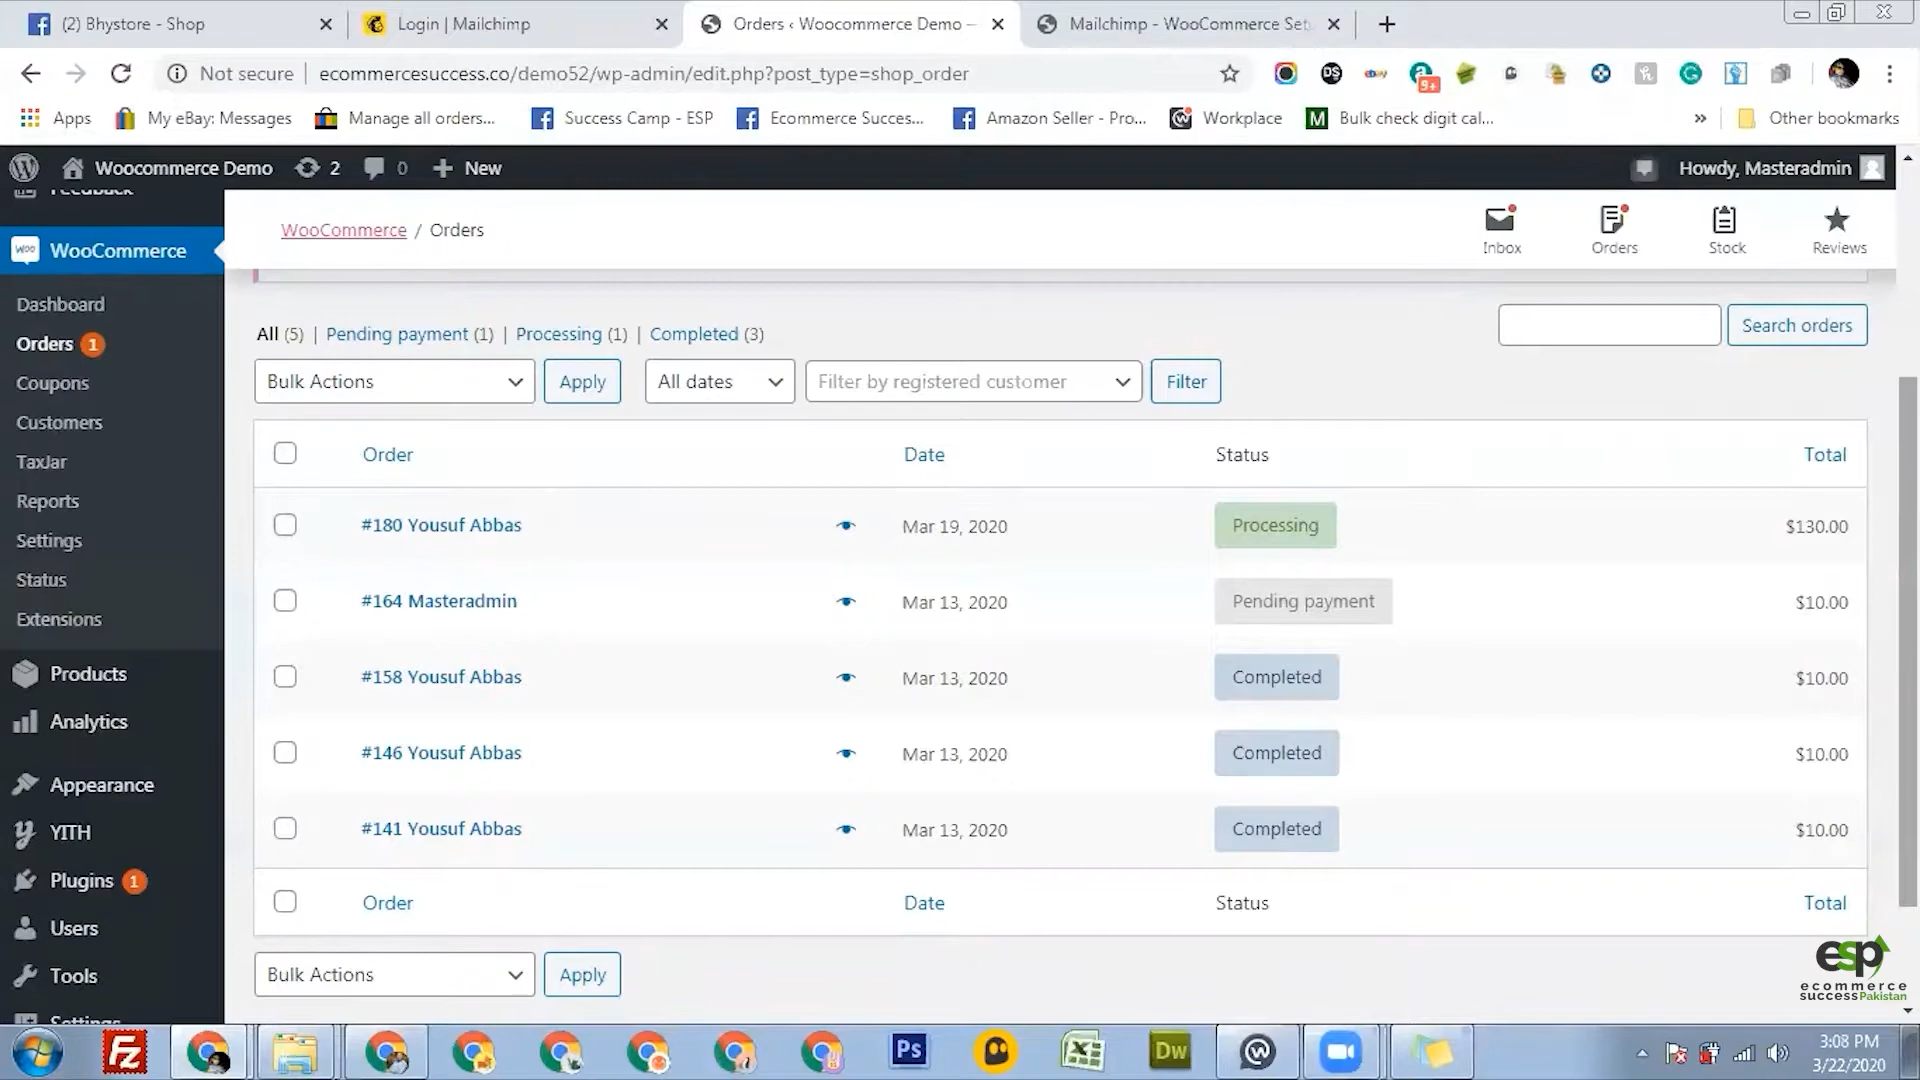 (2) Bhystore - Shop
Login | Mailchimp
Orders ‹ Woocommerce Demo —
Mailchimp - WooCommerce Set
Not secure
ecommercesuccess.co/demo52/wp-admin/edit.php?post_type=shop_order
DS
ebay
9+
Apps
My eBay: Messages
Manage all orders...
Success Camp - ESP
Ecommerce Succes...
Amazon Seller - Pro...
Workplace
M
Bulk check digit cal...
»
Other bookmarks
Woocommerce Demo
2
0
New
Howdy, Masteradmin
Feedback
WooCommerce
Dashboard
Orders 1
Coupons
Customers
TaxJar
Reports
Settings
Status
Extensions
Products
Analytics
Appearance
YITH
Plugins 1
Users
Tools
Settings
WooCommerce / Orders
Inbox
Orders
Stock
Reviews
All (5) | Pending payment (1) | Processing (1) | Completed (3)
Search orders
Bulk Actions
Apply
All dates
Filter by registered customer
Filter
Order Date Status Total
#180 Yousuf Abbas Mar 19, 2020 Processing $130.00
#164 Masteradmin Mar 13, 2020 Pending payment $10.00
#158 Yousuf Abbas Mar 13, 2020 Completed $10.00
#146 Yousuf Abbas Mar 13, 2020 Completed $10.00
#141 Yousuf Abbas Mar 13, 2020 Completed $10.00
Order Date Status Total
Bulk Actions
Apply
esp
ecommerce
successPakistan
Fz
Ps
Dw
3:08 PM
3/22/2020